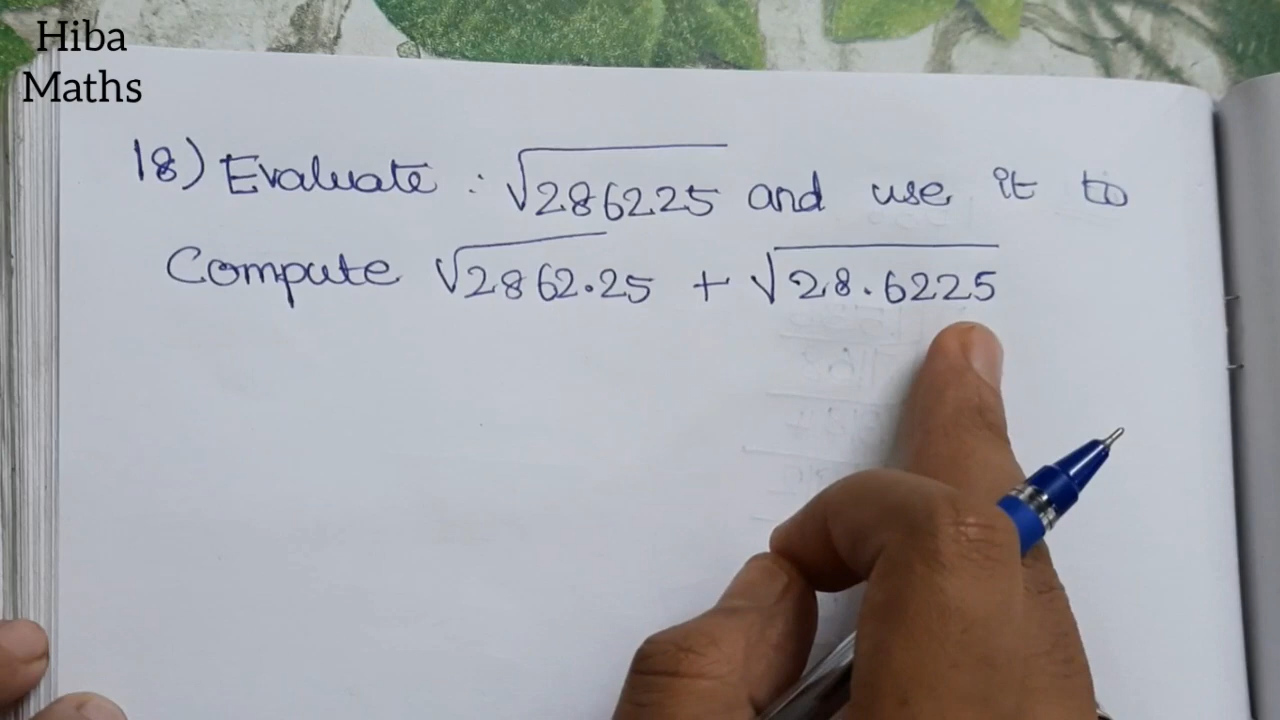 Hiba
Maths
18) Evaluate : √286225 and use it to
Compute √2862.25 + √28.6225